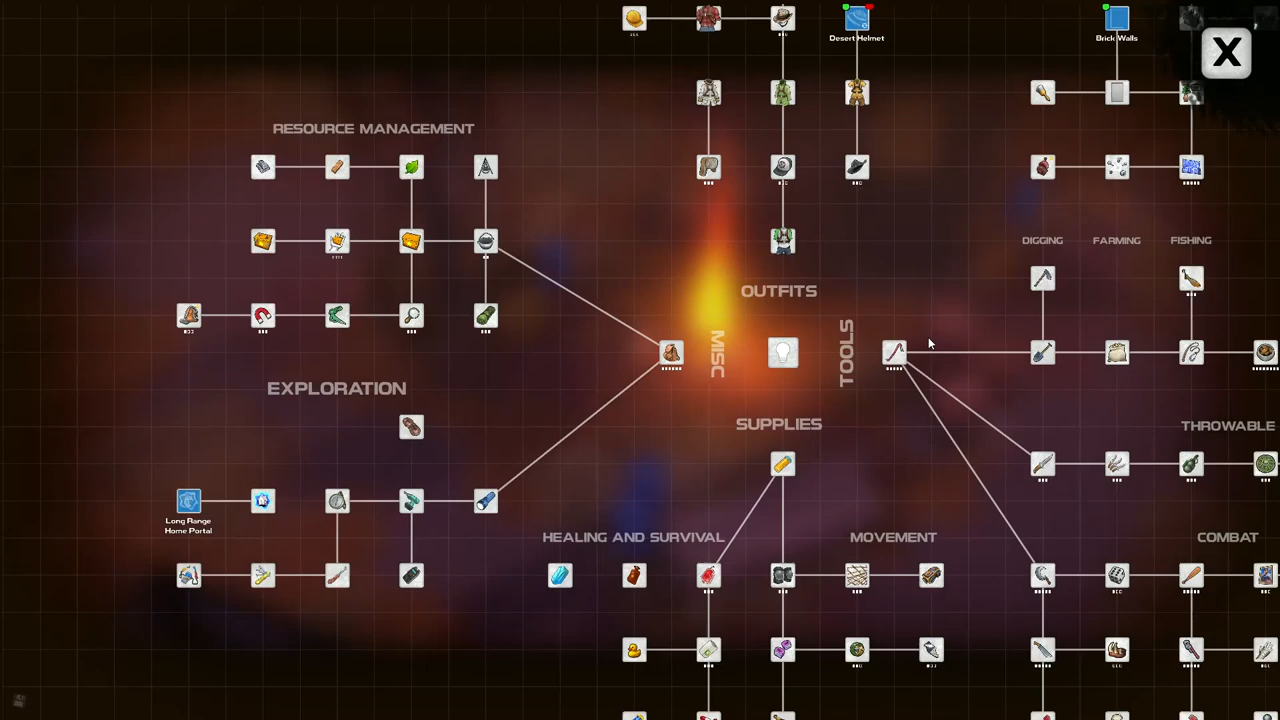 Desert Helmet
Brick Walls
X
RESOURCE MANAGEMENT
DIGGING
FARMING
FISHING
OUTFITS
MISC
TOOLS
EXPLORATION
SUPPLIES
THROWABLE
Long Range
Home Portal
HEALING AND SURVIVAL
MOVEMENT
COMBAT